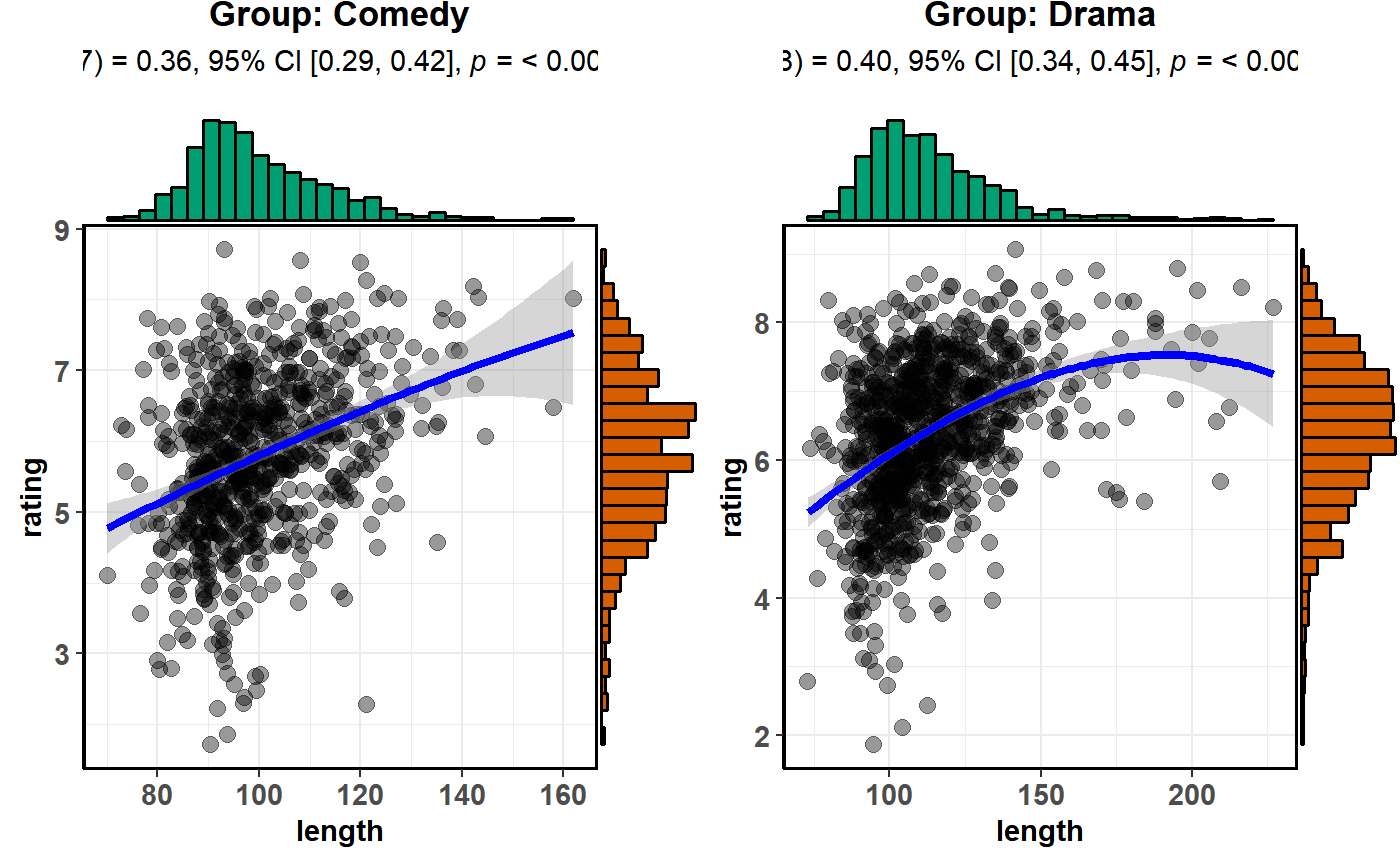 Group: Comedy
7) = 0.36, 95% CI [0.29, 0.42], p = < 0.00
9
7
5
3
rating
80 100 120 140 160
length
Group: Drama
3) = 0.40, 95% CI [0.34, 0.45], p = < 0.00
8
6
4
2
rating
100 150 200
length